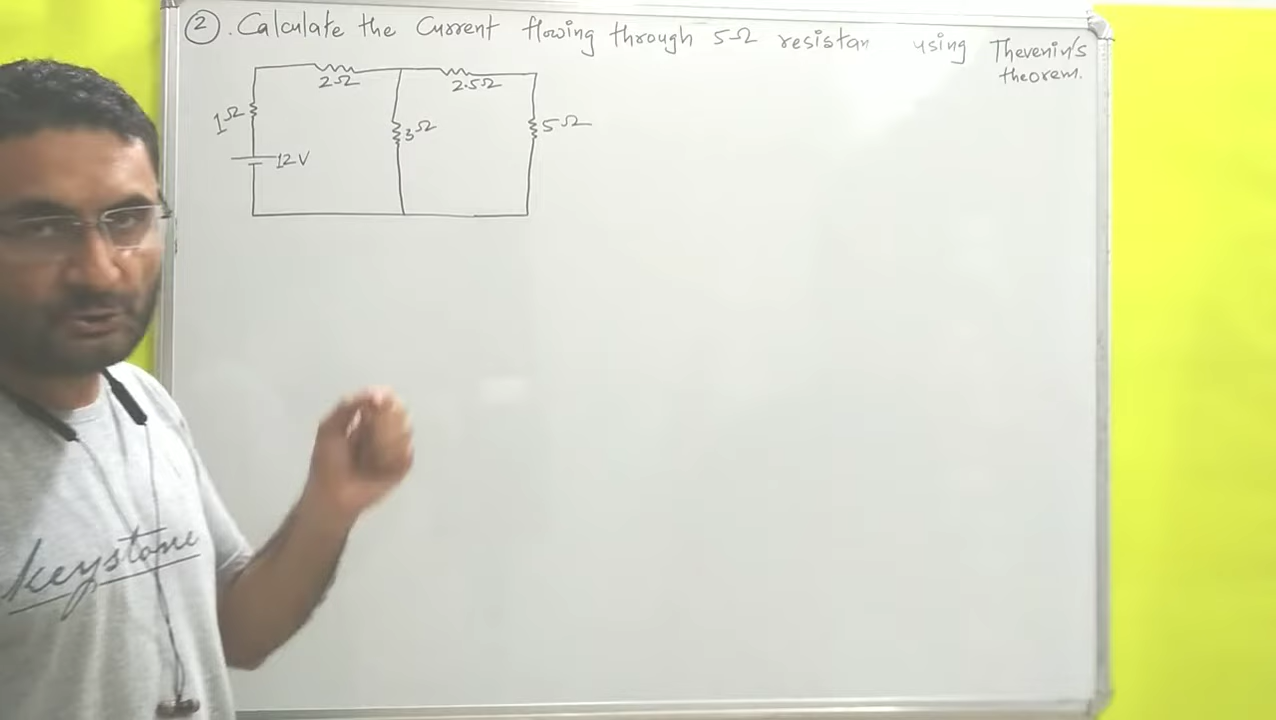 ② . Calculate the Current flowing through 5Ω resistan using Thevenin's
theorem.
2Ω
2.5Ω
1Ω
3Ω
5Ω
12V
keystone